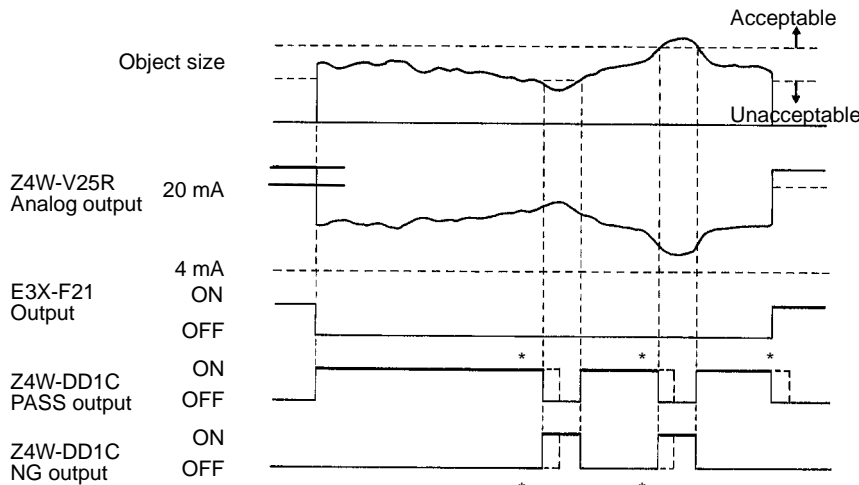 Acceptable
Object size
Unacceptable
Z4W-V25R
Analog output
20 mA
4 mA
E3X-F21
Output
ON
OFF
* * *
Z4W-DD1C
PASS output
ON
OFF
Z4W-DD1C
NG output
ON
OFF
* *